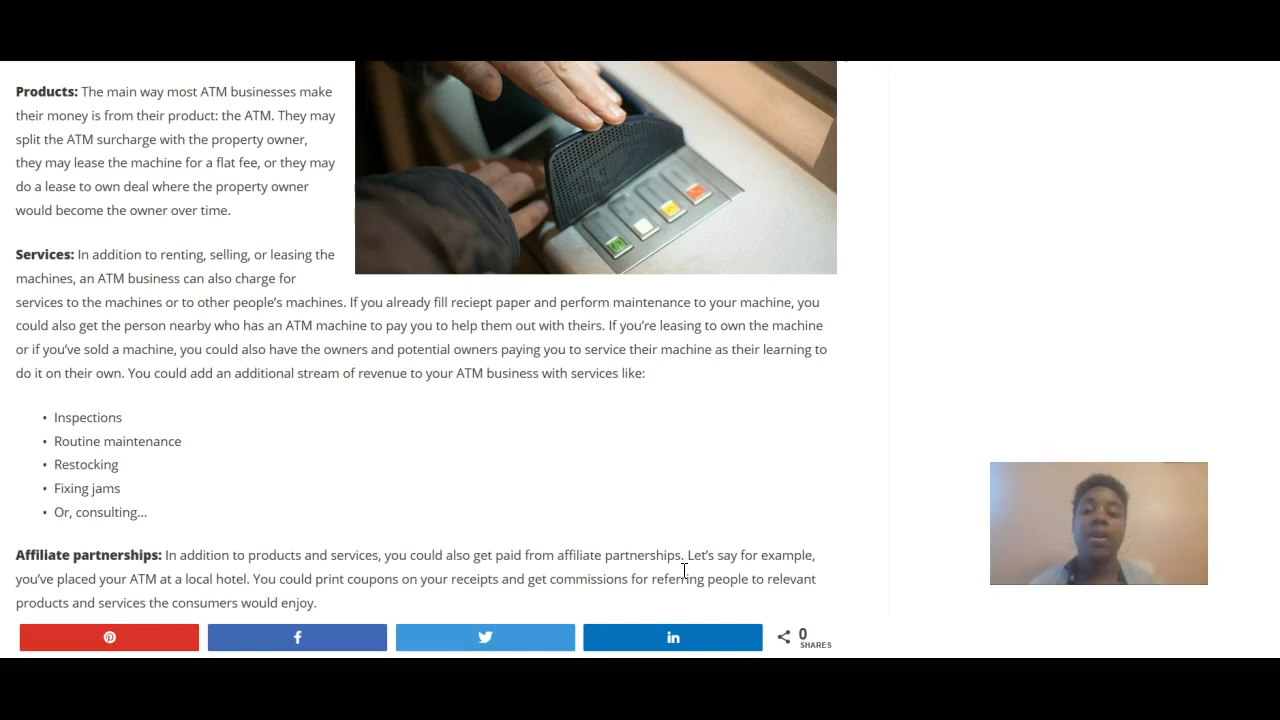 Products: The main way most ATM businesses make
their money is from their product: the ATM. They may
split the ATM surcharge with the property owner,
they may lease the machine for a flat fee, or they may
do a lease to own deal where the property owner
would become the owner over time.
Services: In addition to renting, selling, or leasing the
machines, an ATM business can also charge for
services to the machines or to other people's machines. If you already fill reciept paper and perform maintenance to your machine, you
could also get the person nearby who has an ATM machine to pay you to help them out with theirs. If you're leasing to own the machine
or if you've sold a machine, you could also have the owners and potential owners paying you to service their machine as their learning to
do it on their own. You could add an additional stream of revenue to your ATM business with services like:
• Inspections
• Routine maintenance
• Restocking
• Fixing jams
• Or, consulting...
Affiliate partnerships: In addition to products and services, you could also get paid from affiliate partnerships. Let's say for example,
you've placed your ATM at a local hotel. You could print coupons on your receipts and get commissions for referring people to relevant
products and services the consumers would enjoy.
0
SHARES